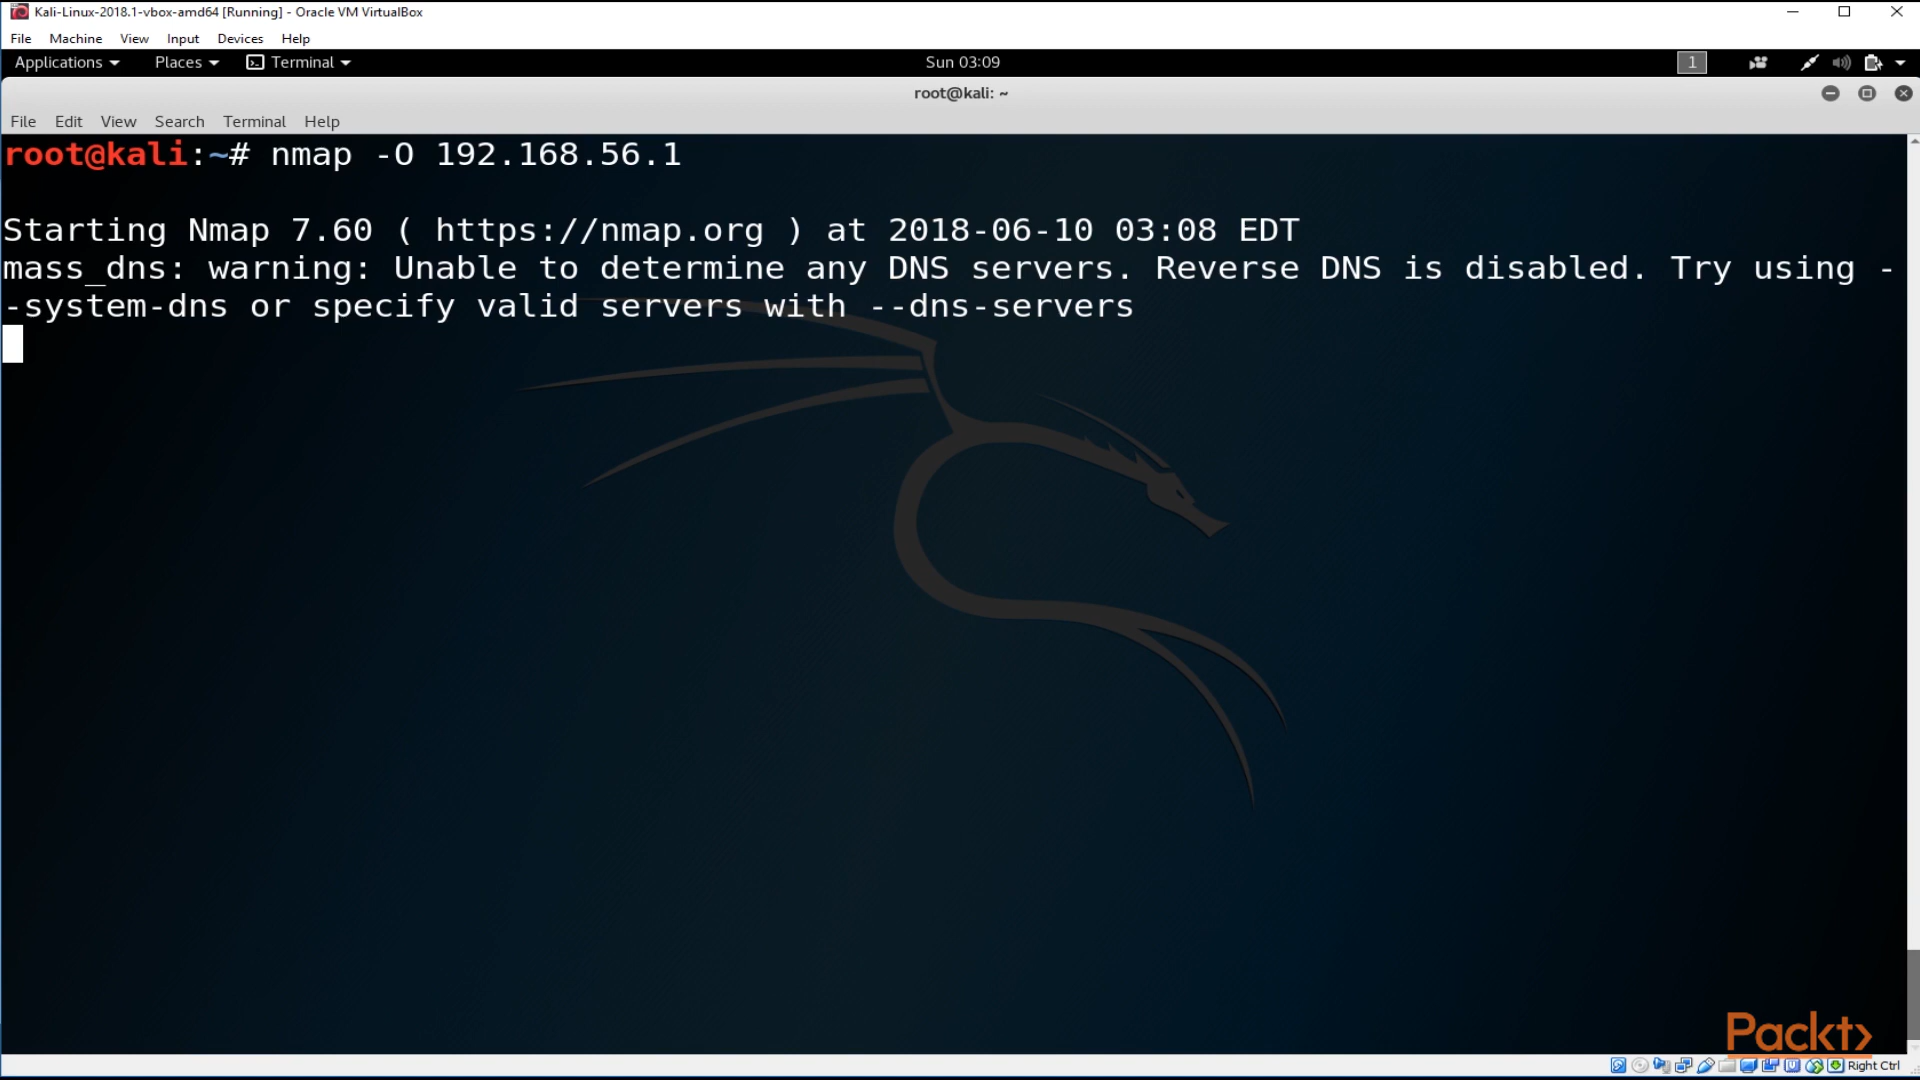 Kali-Linux-2018.1-vbox-amd64 [Running] - Oracle VM VirtualBox
File Machine View Input Devices Help
Applications Places Terminal Sun 03:09 1
root@kali: ~
File Edit View Search Terminal Help
root@kali:~# nmap -O 192.168.56.1
Starting Nmap 7.60 ( https://nmap.org ) at 2018-06-10 03:08 EDT
mass_dns: warning: Unable to determine any DNS servers. Reverse DNS is disabled. Try using -
-system-dns or specify valid servers with --dns-servers
Packt>
Right Ctrl